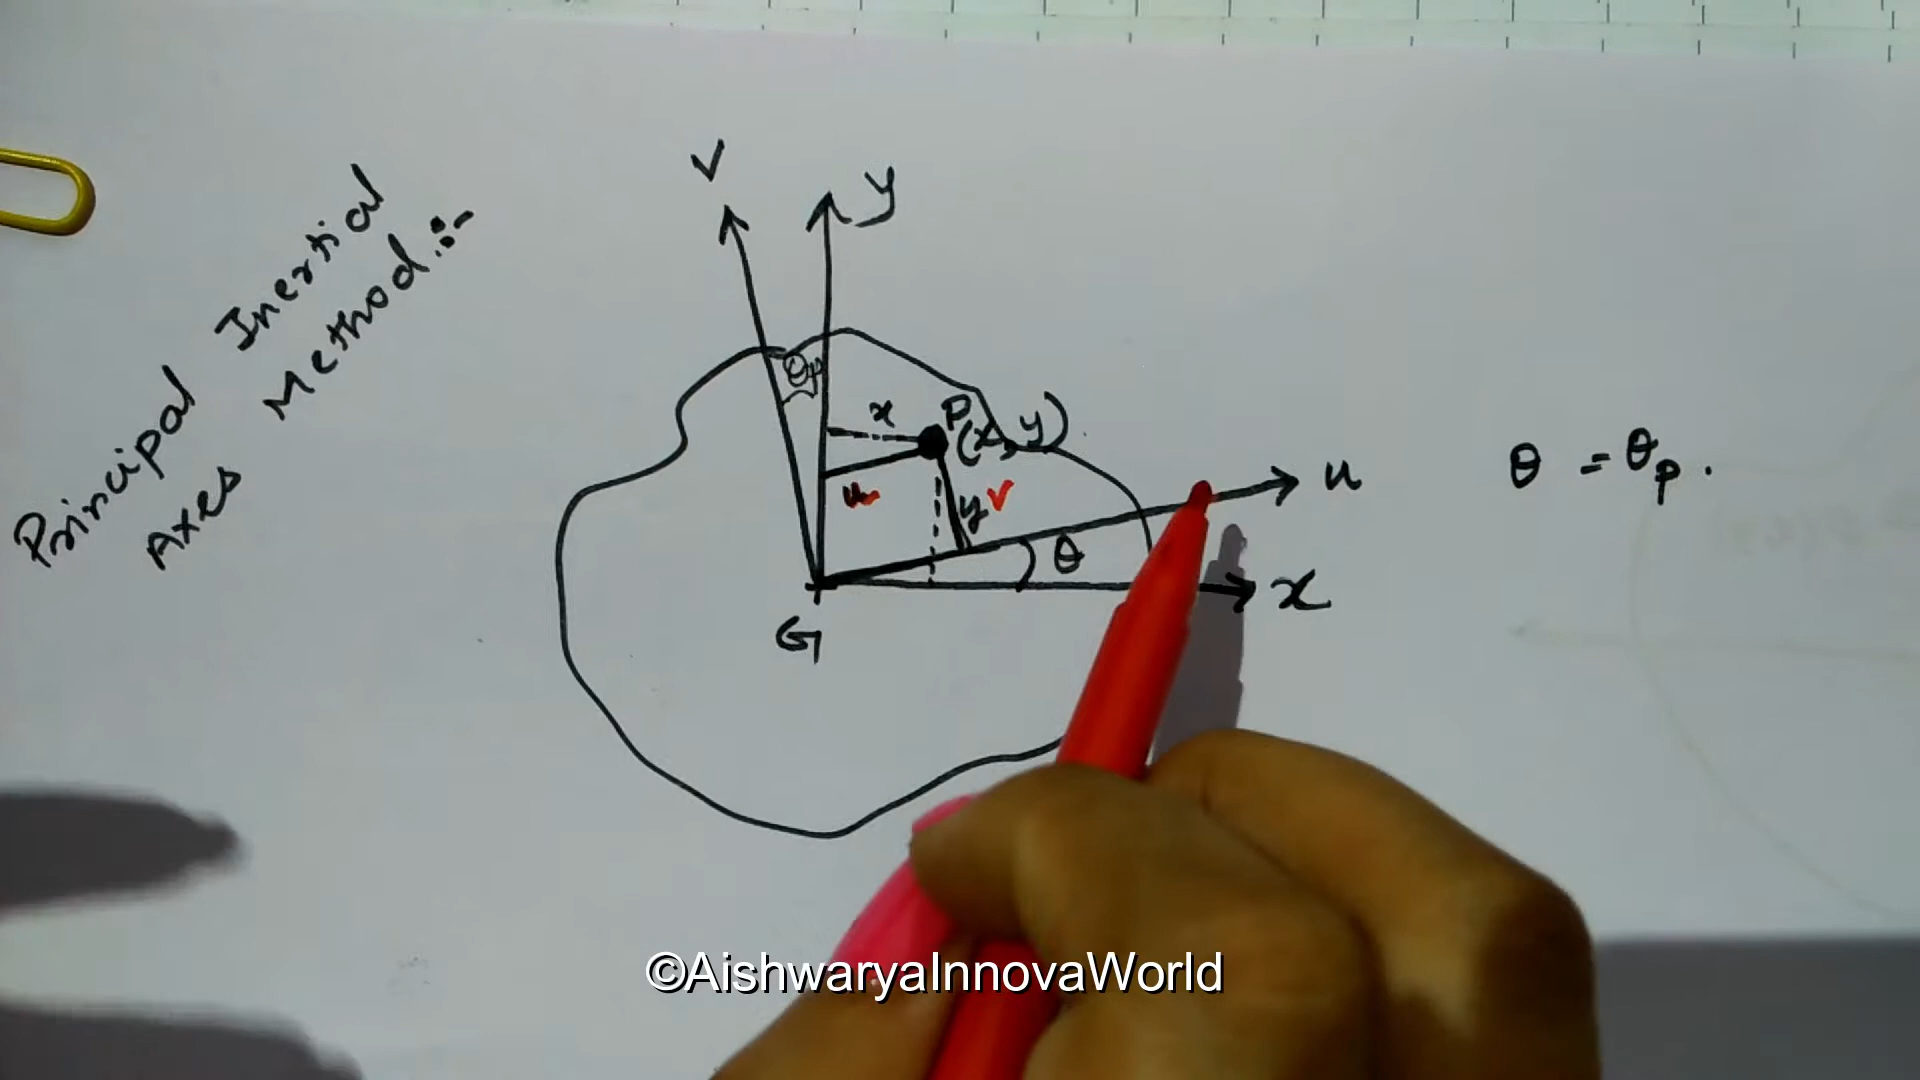 Principal Inertial
Axes Method :-
V
y
θp
x
P
(x, y)
u
y
V
θ
u
x
G
θ = θp .
©AishwaryaInnovaWorld